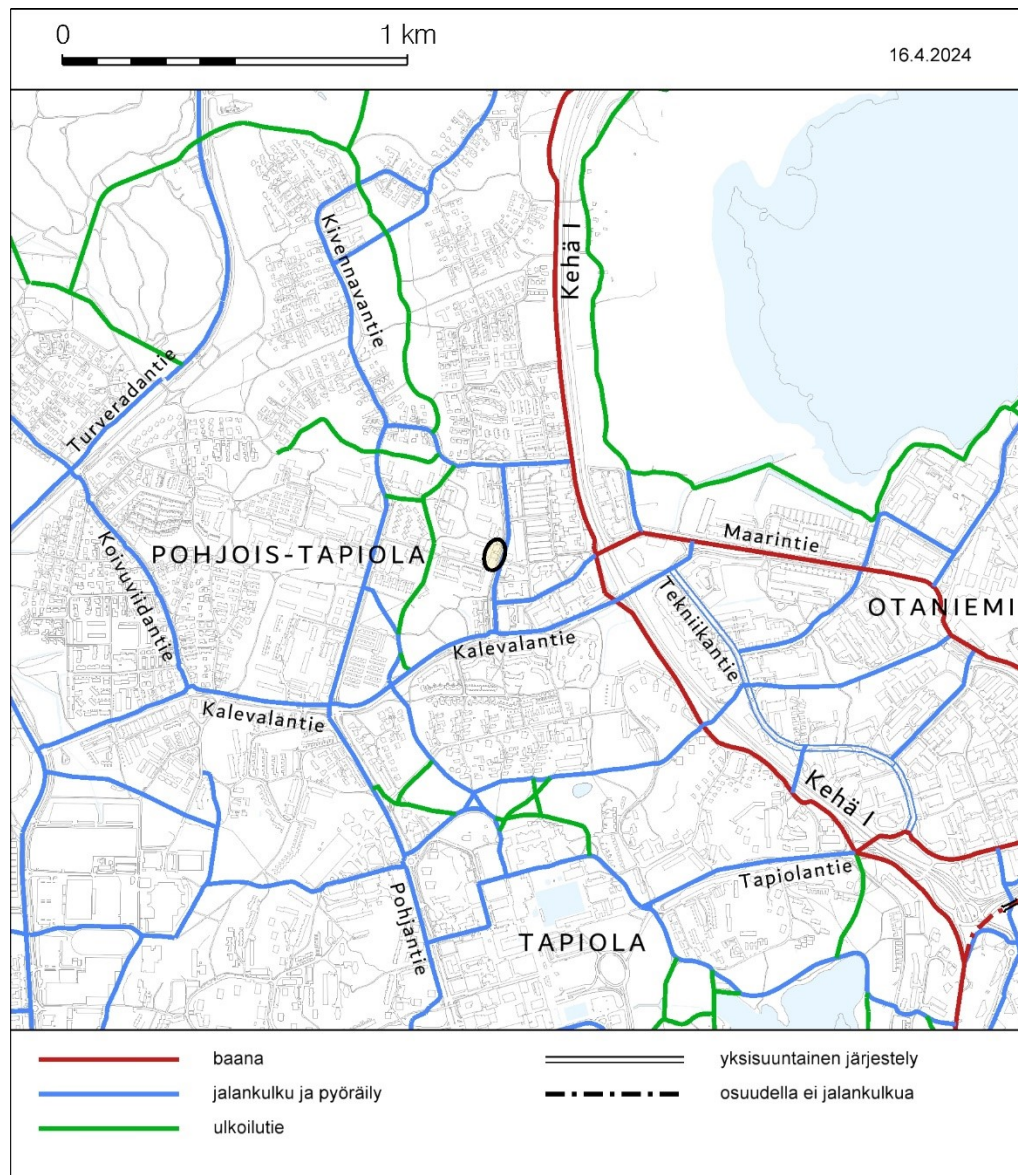 0 1 km
16.4.2024
Kehä I
Kivennavantie
Turveradantie
Maarintie
POHJOIS-TAPIOLA
OTANIEMI
Koivuviidantie
Tekniikantie
Kalevalantie
Kalevalantie
Kehä I
Tapiolantie
Pohjantie
TAPIOLA
baana
jalankulku ja pyöräily
ulkoilutie
yksisuuntainen järjestely
osuudella ei jalankulkua